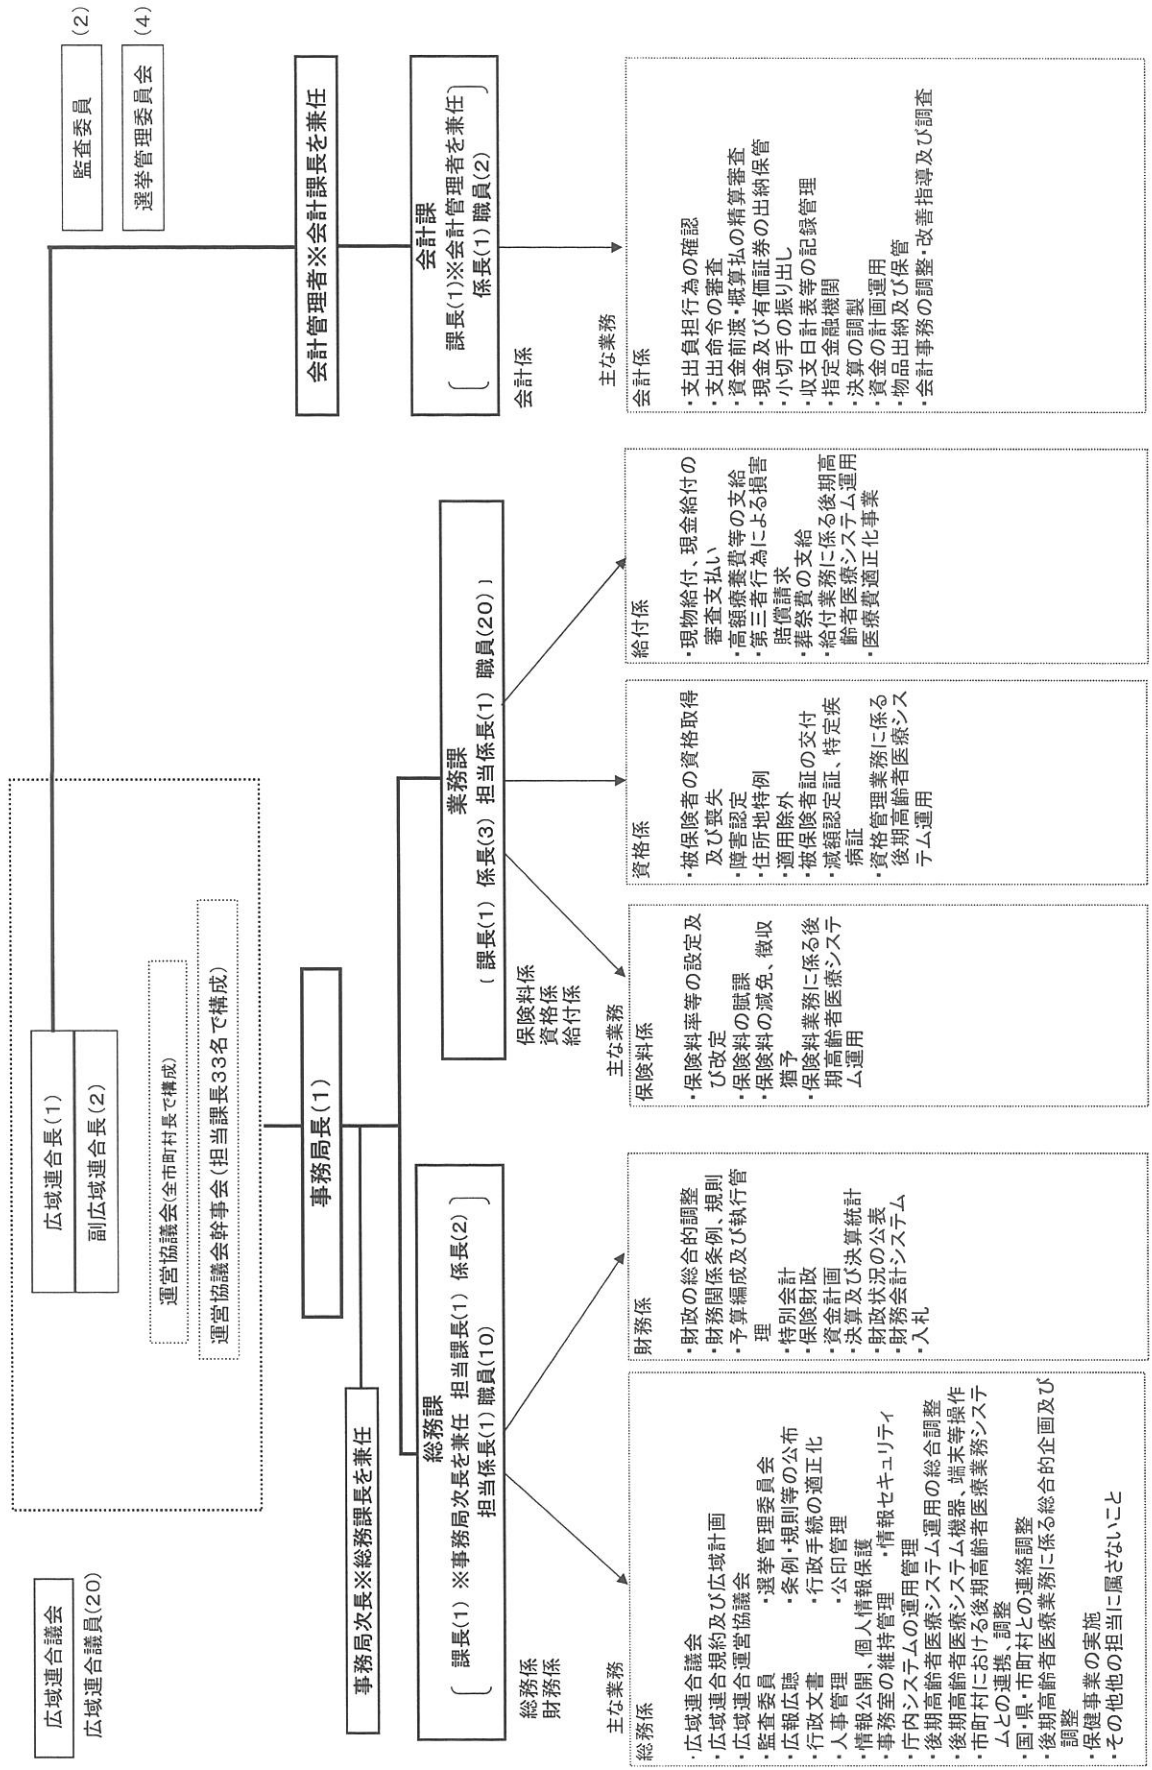 広域連合議会
広域連合議員(20)
広域連合長(1)
副広域連合長(2)
運営協議会(全市町村長で構成)
運営協議会幹事会(担当課長33名で構成)
監査委員
(2)
選挙管理委員会
(4)
事務局長(1)
事務局次長※総務課長を兼任
会計管理者※会計課長を兼任
総務課
課長(1) ※事務局次長を兼任 担当課長(1) 係長(2)
担当係長(1) 職員(10)
総務係
財務係
業務課
(課長(1) 係長(3) 担当係長(1) 職員(20))
保険料係
資格係
給付係
会計課
課長(1)※会計管理者を兼任
係長(1) 職員(2)
会計係
主な業務
総務係
・広域連合議会
・広域連合規約及び広域計画
・広域連合運営協議会
・監査委員 ・選挙管理委員会
・広報広聴 ・条例・規則等の公布
・行政文書 ・行政手続の適正化
・人事管理 ・公印管理
・情報公開、個人情報保護
・事務室の維持管理 ・情報セキュリティ
・庁内システムの運用管理
・後期高齢者医療システム運用の総合調整
・後期高齢者医療システム機器、端末等操作
・市町村における後期高齢者医療業務システ
ムとの連携、調整
・国・県・市町村との連絡調整
・後期高齢者医療業務に係る総合的企画及び
調整
・保健事業の実施
・その他他の担当に属さないこと
財務係
・財政の総合的調整
・財務関係条例、規則
・予算編成及び執行管
理
・特別会計
・保険財政
・資金計画
・決算及び決算統計
・財政状況の公表
・財務会計システム
・入札
主な業務
保険料係
・保険料率等の設定及
び改定
・保険料の賦課
・保険料の減免、徴収
猶予
・保険料業務に係る後
期高齢者医療システ
ム運用
資格係
・被保険者の資格取得
及び喪失
・障害認定
・住所地特例
・適用除外
・被保険者証の交付
・減額認定証、特定疾
病証
・資格管理業務に係る
後期高齢者医療シス
テム運用
給付係
・現物給付、現金給付の
審査支払い
・高額療養費等の支給
・第三者行為による損害
賠償請求
・葬祭費の支給
・給付業務に係る後期高
齢者医療システム運用
・医療費適正化事業
主な業務
会計係
・支出負担行為の確認
・支出命令の審査
・資金前渡・概算払の精算審査
・現金及び有価証券の出納保管
・小切手の振り出し
・収支日計表等の記録管理
・指定金融機関
・決算の調製
・資金の計画運用
・物品出納及び保管
・会計事務の調整・改善指導及び調査